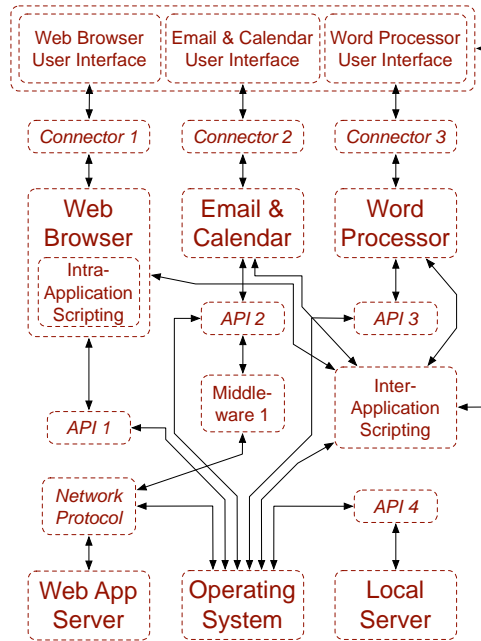 Web Browser
User Interface
Email & Calendar
User Interface
Word Processor
User Interface
Connector 1
Connector 2
Connector 3
Web
Browser
Intra-
Application
Scripting
Email &
Calendar
Word
Processor
API 2
API 3
Middle-
ware 1
Inter-
Application
Scripting
API 1
Network
Protocol
API 4
Web App
Server
Operating
System
Local
Server